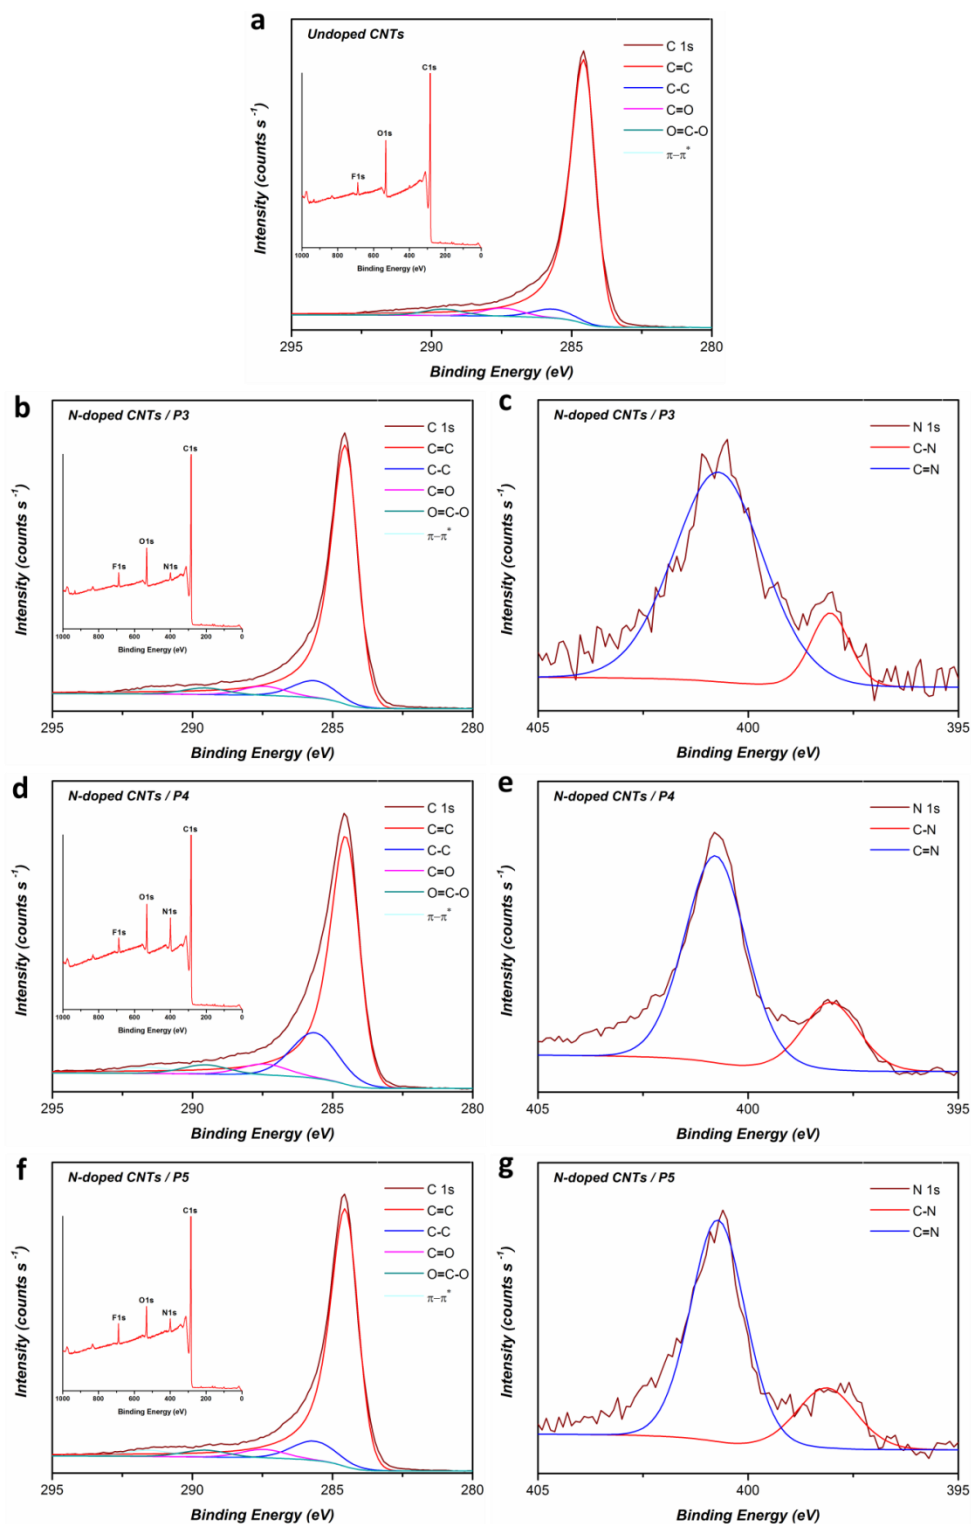 a
Undoped CNTs
C 1s
C=C
C-C
C=O
O=C-O
π-π*
C1s
O1s
F1s
1000 800 600 400 200 0
Binding Energy (eV)
Intensity (counts s⁻¹)
295 290 285 280
Binding Energy (eV)
b
N-doped CNTs / P3
C 1s
C=C
C-C
C=O
O=C-O
π-π*
C1s
O1s
F1s
N1s
1000 800 600 400 200 0
Binding Energy (eV)
Intensity (counts s⁻¹)
295 290 285 280
Binding Energy (eV)
c
N-doped CNTs / P3
N 1s
C-N
C=N
Intensity (counts s⁻¹)
405 400 395
Binding Energy (eV)
d
N-doped CNTs / P4
C 1s
C=C
C-C
C=O
O=C-O
π-π*
C1s
O1s
N1s
F1s
1000 800 600 400 200 0
Binding Energy (eV)
Intensity (counts s⁻¹)
295 290 285 280
Binding Energy (eV)
e
N-doped CNTs / P4
N 1s
C-N
C=N
Intensity (counts s⁻¹)
405 400 395
Binding Energy (eV)
f
N-doped CNTs / P5
C 1s
C=C
C-C
C=O
O=C-O
π-π*
C1s
O1s
F1s
N1s
1000 800 600 400 200 0
Binding Energy (eV)
Intensity (counts s⁻¹)
295 290 285 280
Binding Energy (eV)
g
N-doped CNTs / P5
N 1s
C-N
C=N
Intensity (counts s⁻¹)
405 400 395
Binding Energy (eV)